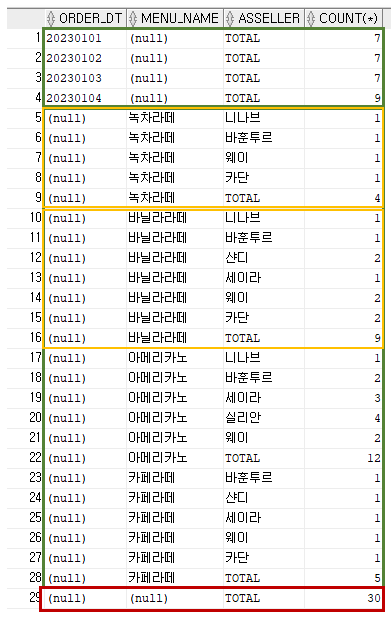 ORDER_DT MENU_NAME ASSELLER COUNT(*)
1 20230101 (null) TOTAL 7
2 20230102 (null) TOTAL 7
3 20230103 (null) TOTAL 7
4 20230104 (null) TOTAL 9
5 (null) 녹차라떼 니나브 1
6 (null) 녹차라떼 바훈투르 1
7 (null) 녹차라떼 웨이 1
8 (null) 녹차라떼 카단 1
9 (null) 녹차라떼 TOTAL 4
10 (null) 바닐라라떼 니나브 1
11 (null) 바닐라라떼 바훈투르 1
12 (null) 바닐라라떼 샨디 2
13 (null) 바닐라라떼 세이라 1
14 (null) 바닐라라떼 웨이 2
15 (null) 바닐라라떼 카단 2
16 (null) 바닐라라떼 TOTAL 9
17 (null) 아메리카노 니나브 1
18 (null) 아메리카노 바훈투르 2
19 (null) 아메리카노 세이라 3
20 (null) 아메리카노 실리안 4
21 (null) 아메리카노 웨이 2
22 (null) 아메리카노 TOTAL 12
23 (null) 카페라떼 바훈투르 1
24 (null) 카페라떼 샨디 1
25 (null) 카페라떼 세이라 1
26 (null) 카페라떼 웨이 1
27 (null) 카페라떼 카단 1
28 (null) 카페라떼 TOTAL 5
29 (null) (null) TOTAL 30